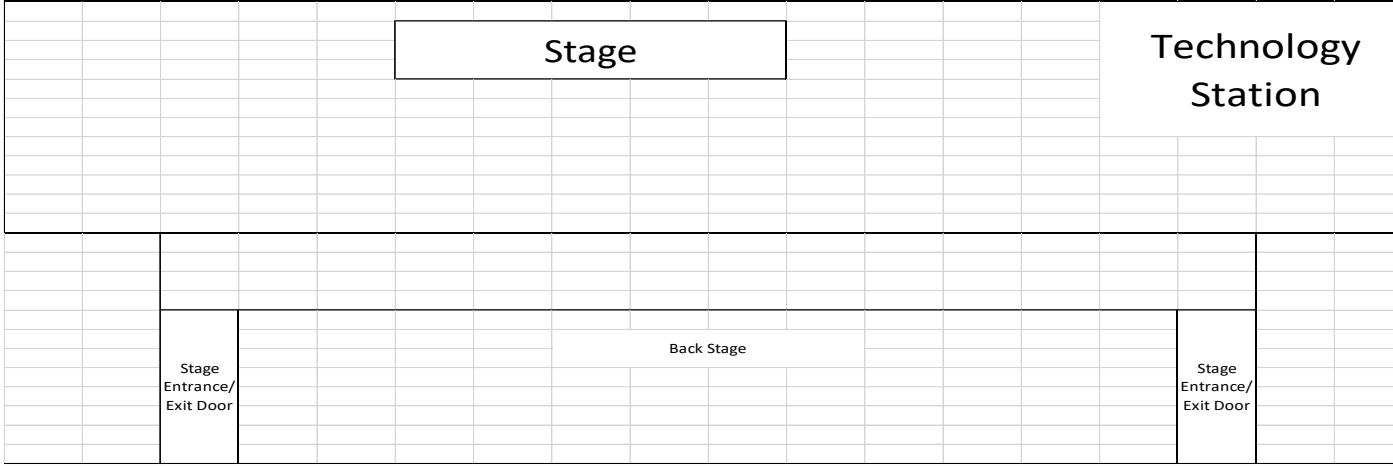 Stage
Technology
Station
Back Stage
Stage
Entrance/
Exit Door
Stage
Entrance/
Exit Door